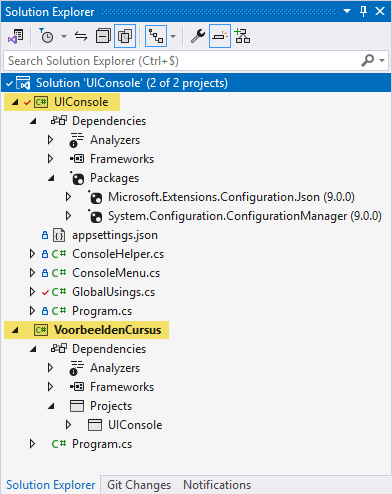 Solution Explorer
Search Solution Explorer (Ctrl+$)
Solution 'UIConsole' (2 of 2 projects)
C# UIConsole
Dependencies
Analyzers
Frameworks
Packages
Microsoft.Extensions.Configuration.Json (9.0.0)
System.Configuration.ConfigurationManager (9.0.0)
appsettings.json
C# ConsoleHelper.cs
C# ConsoleMenu.cs
C# GlobalUsings.cs
C# Program.cs
C# VoorbeeldenCursus
Dependencies
Analyzers
Frameworks
Projects
UIConsole
C# Program.cs
Solution Explorer Git Changes Notifications